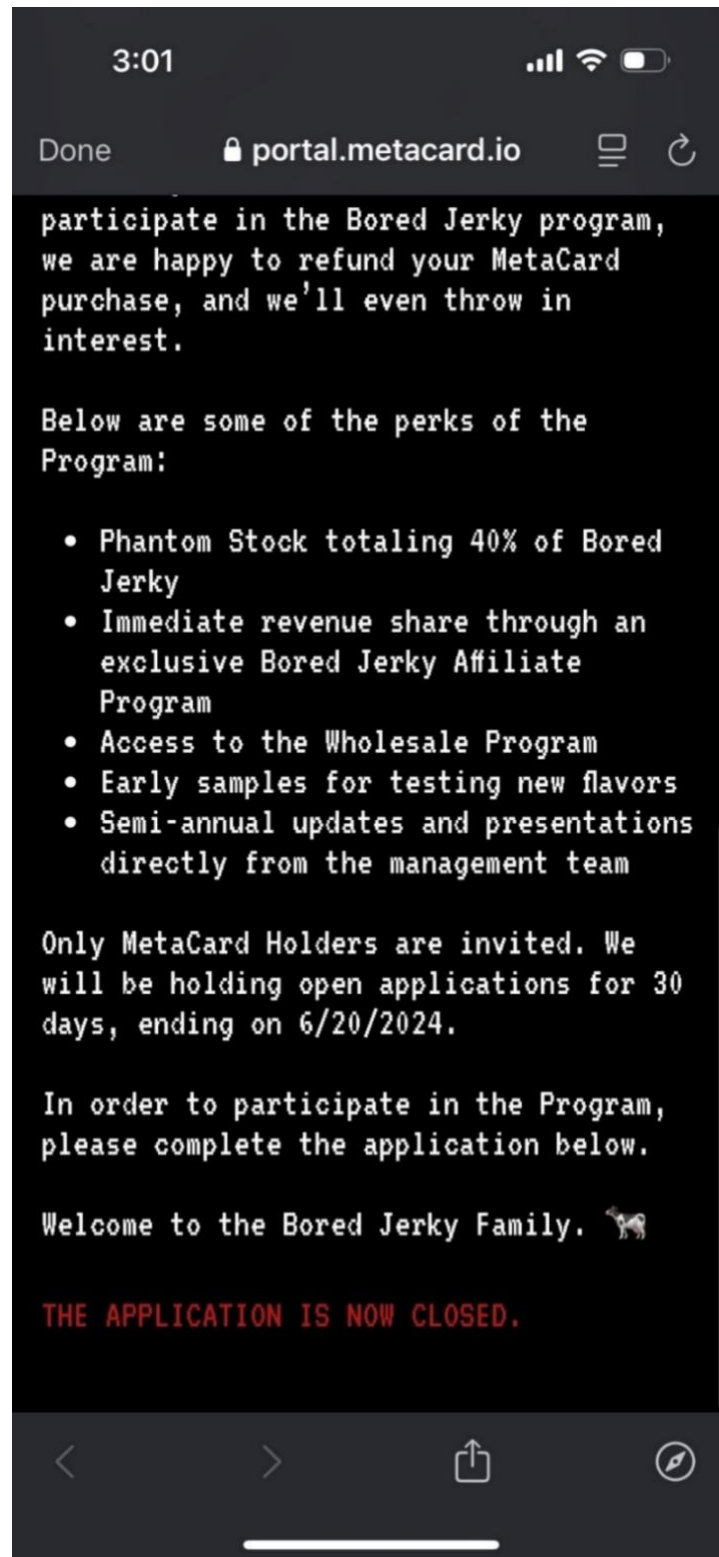 3:01
Done portal.metacard.io
participate in the Bored Jerky program,
we are happy to refund your MetaCard
purchase, and we’ll even throw in
interest.
Below are some of the perks of the
Program:
• Phantom Stock totaling 40% of Bored
Jerky
• Immediate revenue share through an
exclusive Bored Jerky Affiliate
Program
• Access to the Wholesale Program
• Early samples for testing new flavors
• Semi-annual updates and presentations
directly from the management team
Only MetaCard Holders are invited. We
will be holding open applications for 30
days, ending on 6/20/2024.
In order to participate in the Program,
please complete the application below.
Welcome to the Bored Jerky Family. 🐄
THE APPLICATION IS NOW CLOSED.